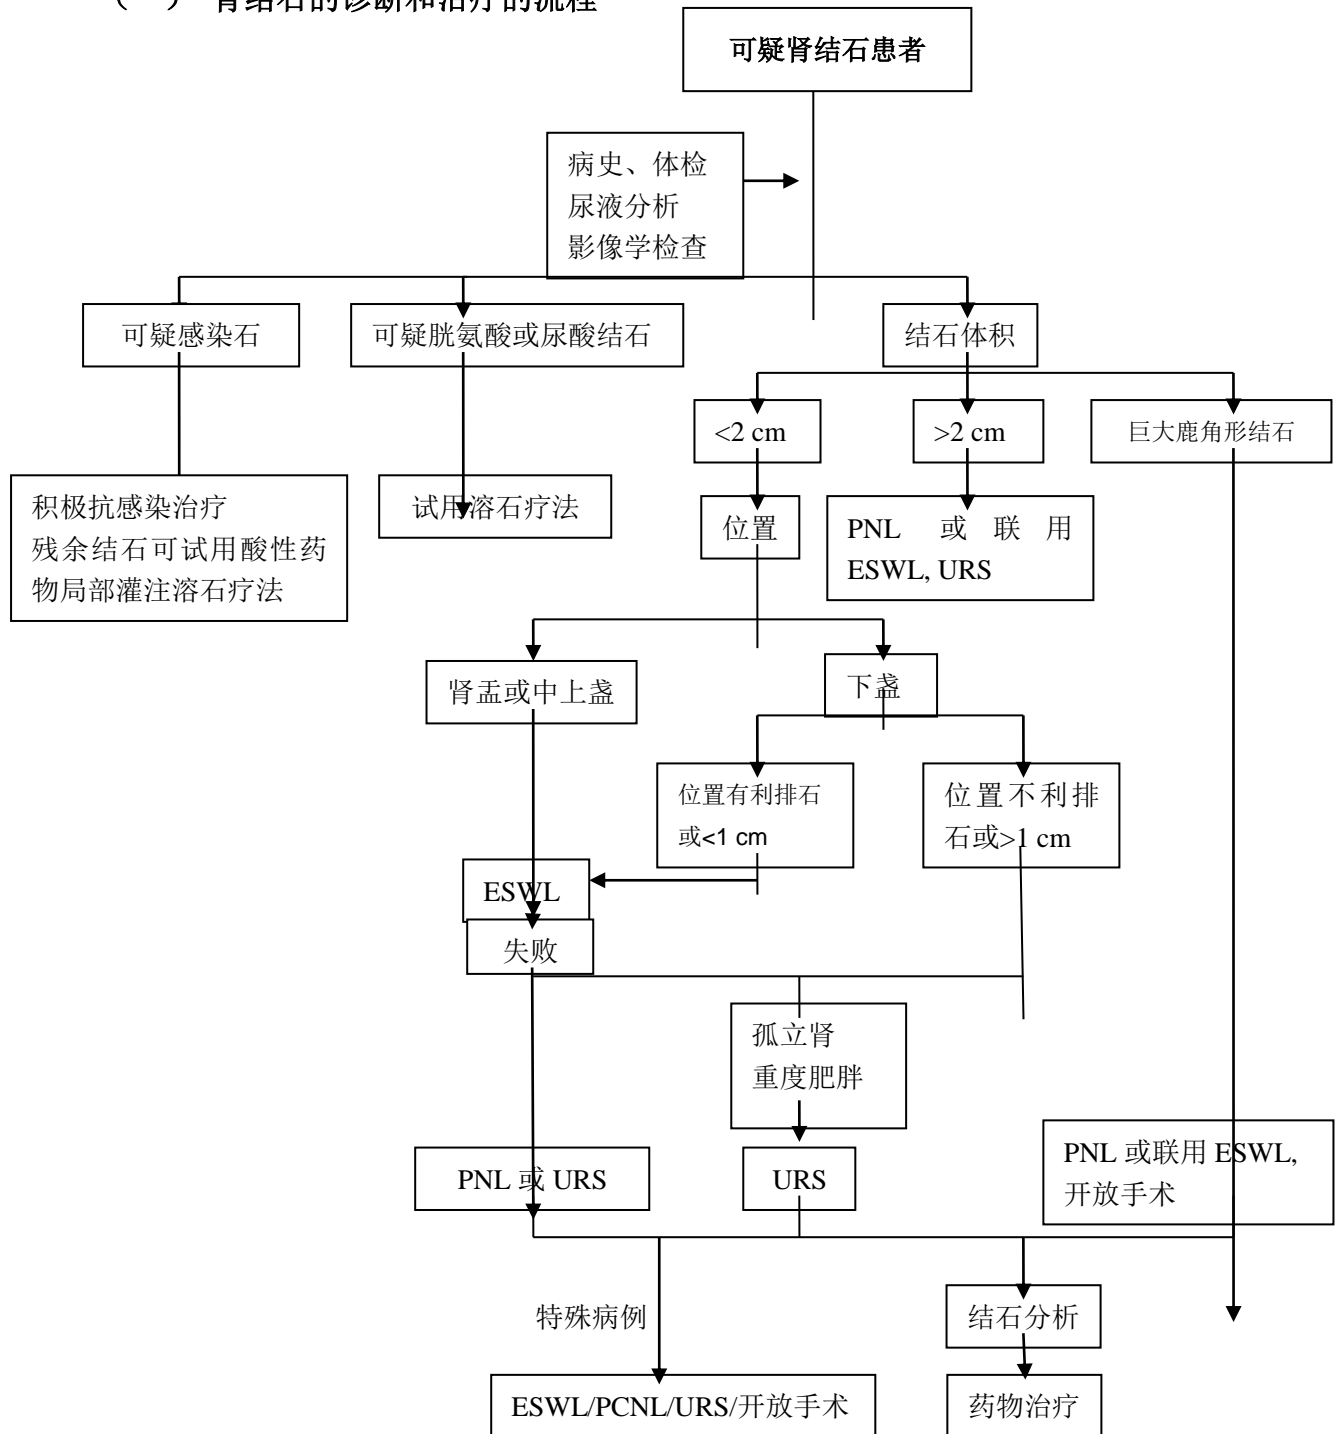 （ ） 肾结石的诊断和治疗的流程
可疑肾结石患者
病史、体检
尿液分析
影像学检查
可疑感染石
可疑胱氨酸或尿酸结石
结石体积
<2 cm
>2 cm
巨大鹿角形结石
积极抗感染治疗
残余结石可试用酸性药
物局部灌注溶石疗法
试用溶石疗法
位置
PNL 或 联 用
ESWL, URS
肾盂或中上盏
下盏
位置有利排石
或<1 cm
位置不利排
石或>1 cm
ESWL
失败
孤立肾
重度肥胖
PNL 或 URS
URS
PNL 或联用 ESWL,
开放手术
特殊病例
结石分析
ESWL/PCNL/URS/开放手术
药物治疗